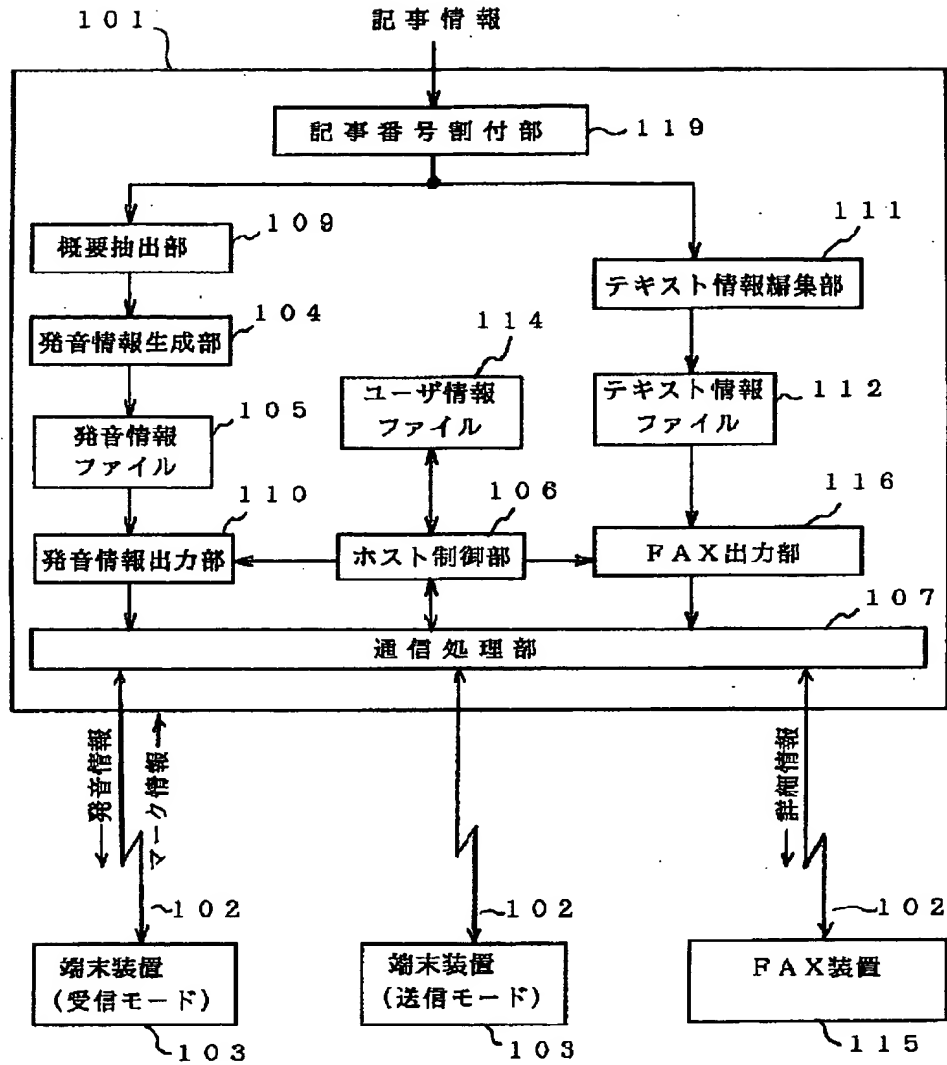 101
記事情報
記事番号割付部
119
109
概要抽出部
111
テキスト情報編集部
104
発音情報生成部
114
ユーザ情報
ファイル
テキスト情報
ファイル
112
105
発音情報
ファイル
110
発音情報出力部
106
ホスト制御部
116
FAX出力部
107
通信処理部
発音情報
マーク情報
詳細情報
102
102
102
端末装置
(受信モード)
103
端末装置
(送信モード)
103
FAX装置
115